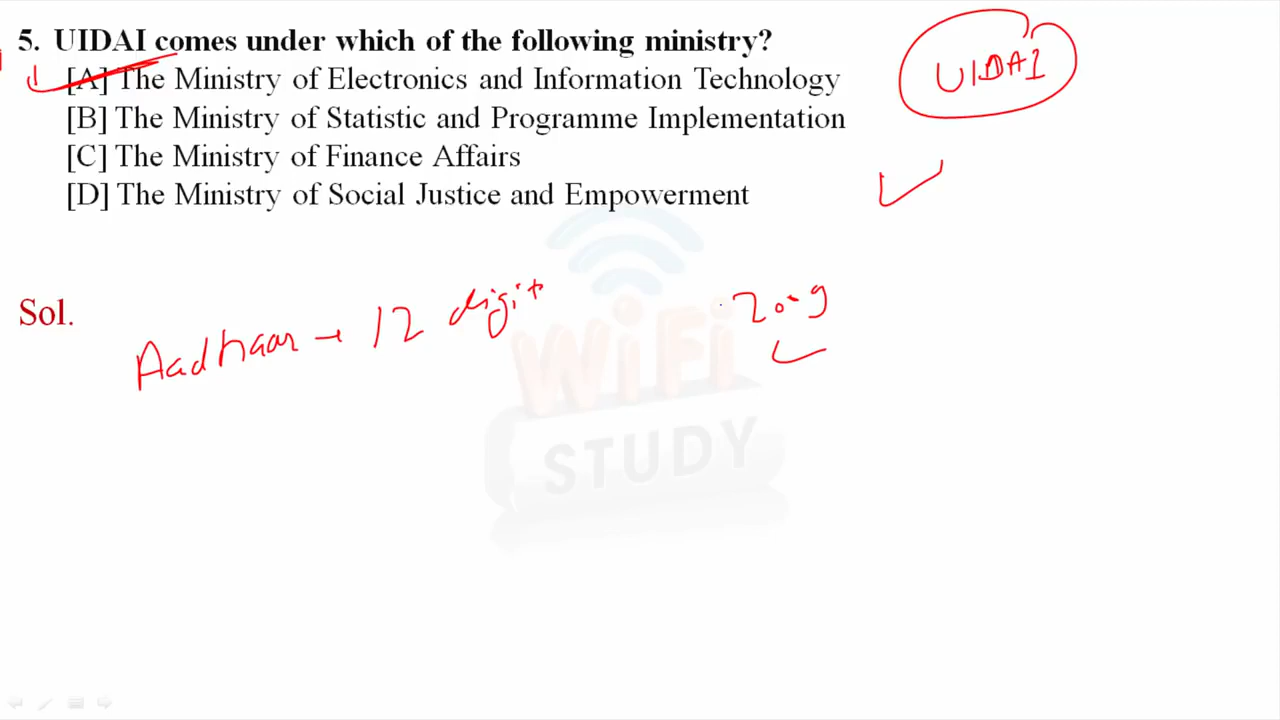 5. UIDAI comes under which of the following ministry?
[A] The Ministry of Electronics and Information Technology
[B] The Ministry of Statistic and Programme Implementation
[C] The Ministry of Finance Affairs
[D] The Ministry of Social Justice and Empowerment
UIDAI
Sol.
Aadhaar → 12 digit
2009
WiFi
STUDY